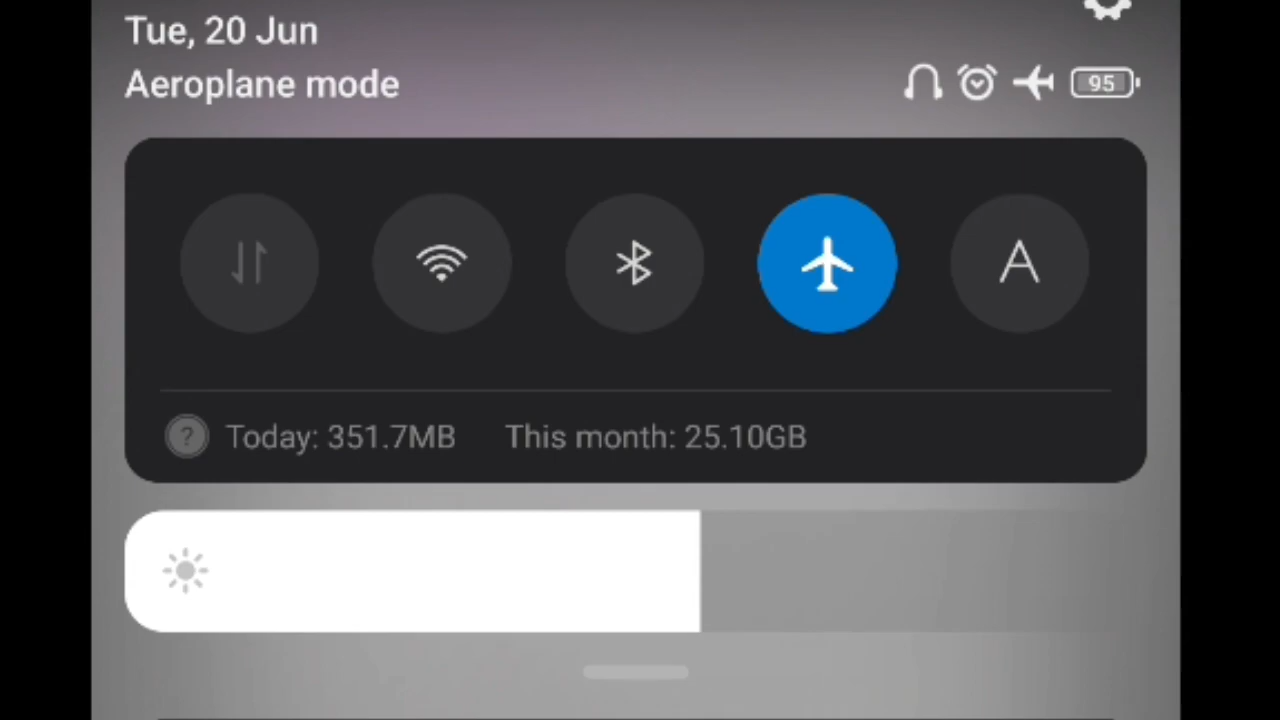 Tue, 20 Jun
Aeroplane mode
95
A
? Today: 351.7MB This month: 25.10GB